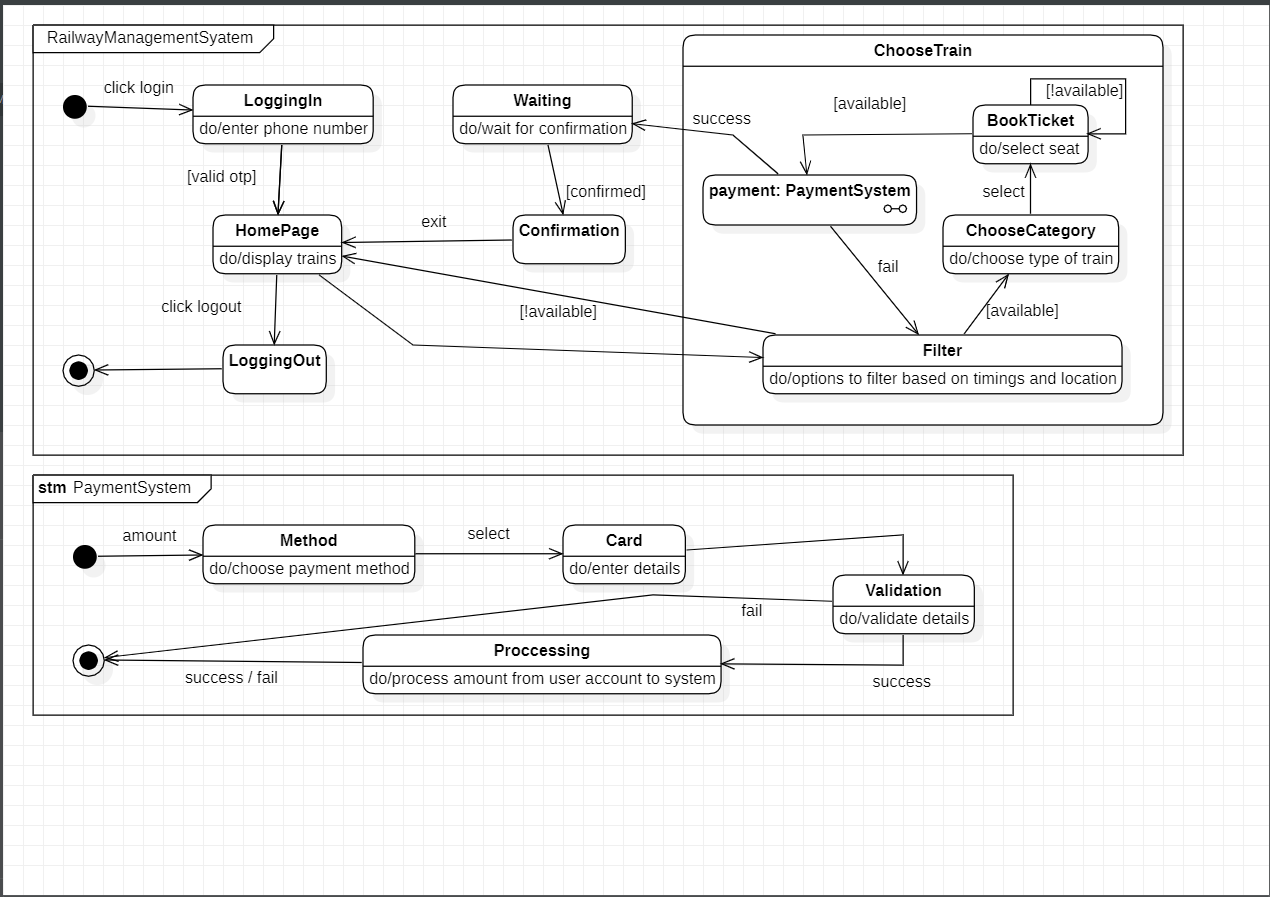 RailwayManagementSyatem
ChooseTrain
click login
LoggingIn
do/enter phone number
Waiting
do/wait for confirmation
success
[available]
[!available]
BookTicket
do/select seat
[valid otp]
[confirmed]
payment: PaymentSystem
select
HomePage
do/display trains
exit
Confirmation
ChooseCategory
do/choose type of train
fail
click logout
[!available]
[available]
LoggingOut
Filter
do/options to filter based on timings and location
stm PaymentSystem
amount
Method
do/choose payment method
select
Card
do/enter details
Validation
do/validate details
fail
Proccessing
do/process amount from user account to system
success / fail
success